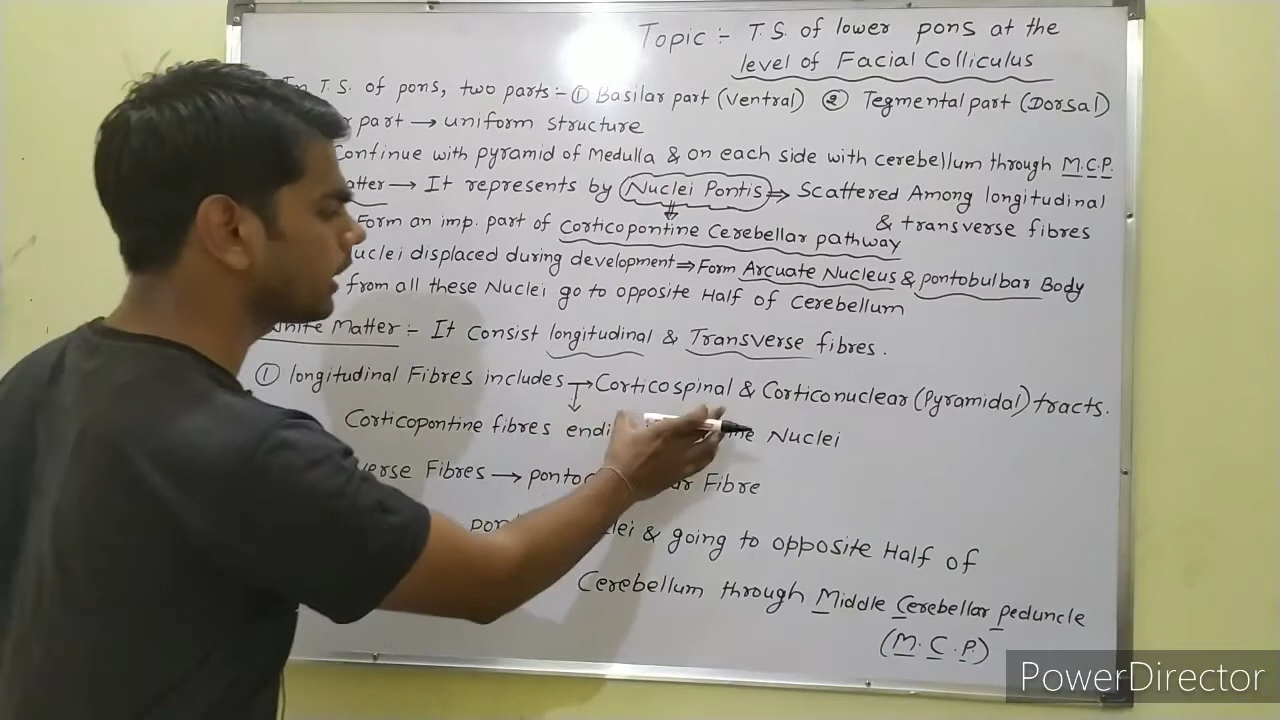 Topic :- T.S. of lower pons at the
level of Facial Colliculus
T.S. of pons, two parts :- ① Basilar part (Ventral) ② Tegmental part (Dorsal)
part → uniform structure
Continue with pyramid of Medulla & on each side with cerebellum through M.C.P.
→ It represents by Nuclei Pontis ⇒ Scattered Among longitudinal
& transverse fibres
Form an imp. part of Corticopontine Cerebellar pathway
displaced during development ⇒ Form Arcuate Nucleus & pontobulbar Body
from all these Nuclei go to opposite Half of Cerebellum
White Matter :- It consist longitudinal & Transverse fibres.
① longitudinal Fibres includes → Corticospinal & Corticonuclear (Pyramidal) tracts.
Corticopontine fibres Nuclei
Fibres → Fibre
& going to opposite Half of
Cerebellum through Middle Cerebellar peduncle
(M.C.P.)
PowerDirector